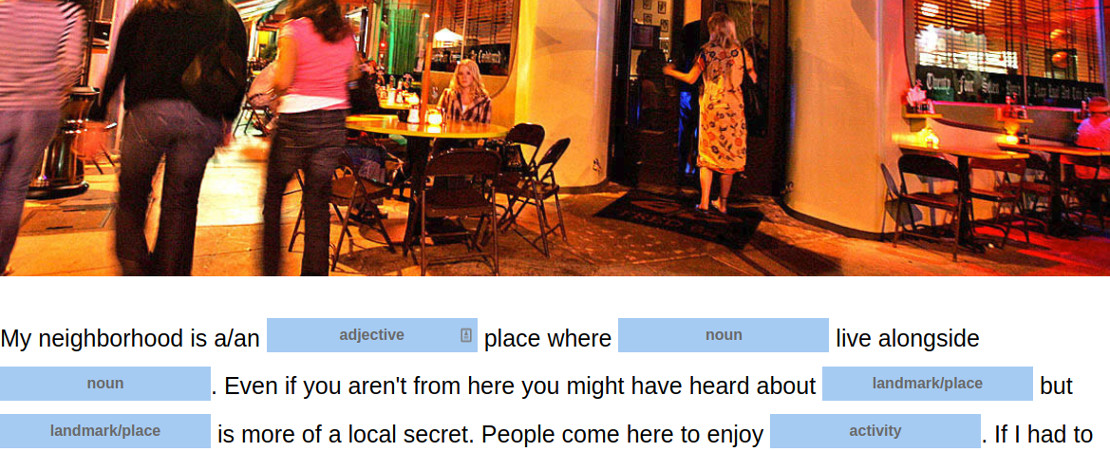 My neighborhood is a/an adjective place where noun live alongside
noun . Even if you aren't from here you might have heard about landmark/place but
landmark/place is more of a local secret. People come here to enjoy activity . If I had to